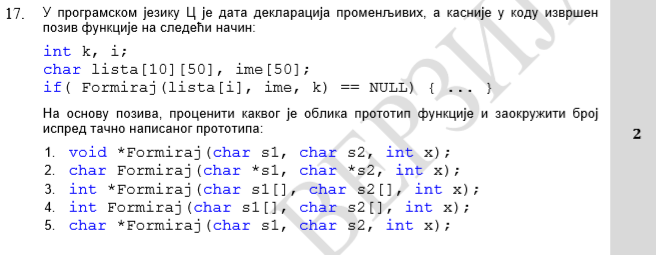 17. У програмском језику Ц је дата декларација променљивих, а касније у коду извршен
позив функције на следећи начин:
int k, i;
char lista[10][50], ime[50];
if( Formiraj(lista[i], ime, k) == NULL) { ... }
На основу позива, проценити каквог је облика прототип функције и заокружити број
испред тачно написаног прототипа:
2
1. void *Formiraj(char s1, char s2, int x);
2. char Formiraj(char *s1, char *s2, int x);
3. int *Formiraj(char s1[], char s2[], int x);
4. int Formiraj(char s1[], char s2[], int x);
5. char *Formiraj(char s1, char s2, int x);
ВЕРЗИЈА